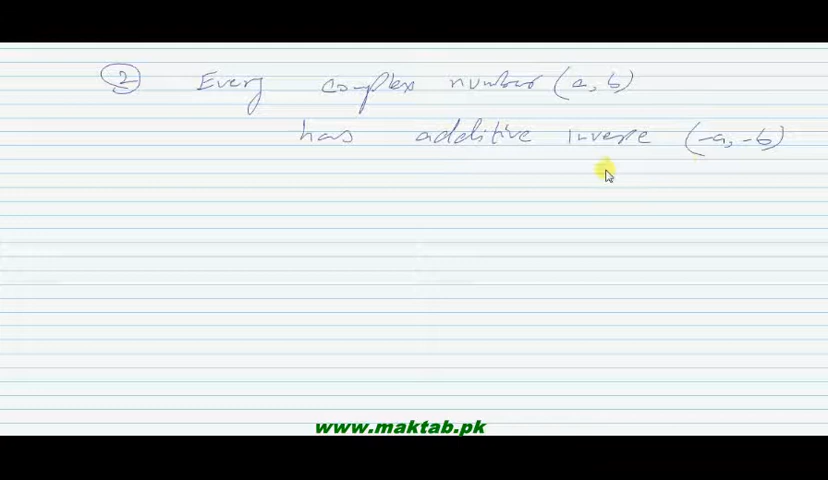 ② Every complex number (a, b)
has additive inverse (-a, -b)
www.maktab.pk